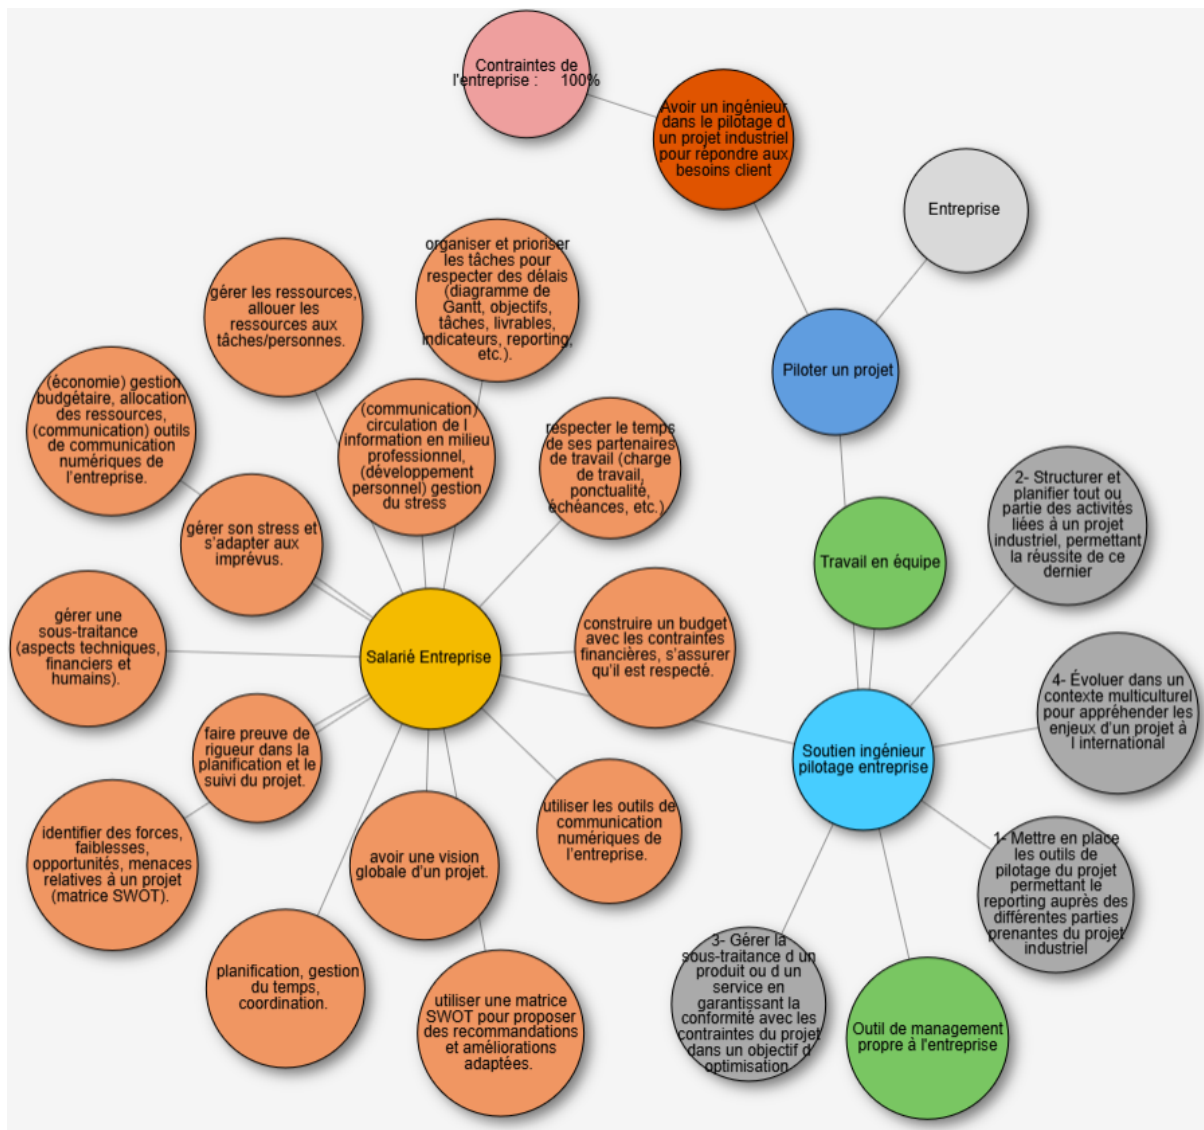 Contraintes de
l'entreprise :    100%
Avoir un ingénieur
dans le pilotage d
un projet industriel
pour répondre aux
besoins client
Entreprise
Piloter un projet
organiser et prioriser
les tâches pour
respecter des délais
(diagramme de
Gantt, objectifs,
tâches, livrables,
indicateurs, reporting,
etc.).
gérer les ressources,
allouer les
ressources aux
tâches/personnes.
(économie) gestion
budgétaire, allocation
des ressources,
(communication) outils
de communication
numériques de
l'entreprise.
(communication)
circulation de l
information en milieu
professionnel,
(développement
personnel) gestion
du stress
respecter le temps
de ses partenaires
de travail (charge
de travail,
ponctualité,
échéances, etc.)
2- Structurer et
planifier tout ou
partie des activités
liées à un projet
industriel, permettant
la réussite de ce
dernier
gérer son stress et
s'adapter aux
imprévus.
Travail en équipe
gérer une
sous-traitance
(aspects techniques,
financiers et
humains).
Salarié Entreprise
construire un budget
avec les contraintes
financières, s'assurer
qu'il est respecté.
4- Évoluer dans un
contexte multiculturel
pour appréhender les
enjeux d'un projet à
l international
faire preuve de
rigueur dans la
planification et le
suivi du projet.
Soutien ingénieur
pilotage entreprise
identifier des forces,
faiblesses,
opportunités, menaces
relatives à un projet
(matrice SWOT).
avoir une vision
globale d'un projet.
utiliser les outils de
communication
numériques de
l'entreprise.
1- Mettre en place
les outils de
pilotage du projet
permettant le
reporting auprès des
différentes parties
prenantes du projet
industriel
planification, gestion
du temps,
coordination.
utiliser une matrice
SWOT pour proposer
des recommandations
et améliorations
adaptées.
3- Gérer la
sous-traitance d un
produit ou d un
service en
garantissant la
conformité avec les
contraintes du projet
dans un objectif d
optimisation
Outil de management
propre à l'entreprise